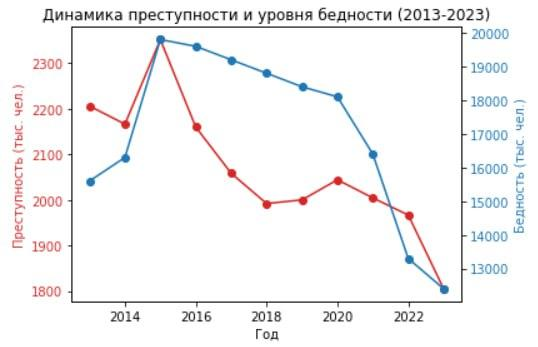 Динамика преступности и уровня бедности (2013-2023)
Преступность (тыс. чел.)
2300
2200
2100
2000
1900
1800
20000
19000
18000
17000
16000
15000
14000
13000
Бедность (тыс. чел.)
2014 2016 2018 2020 2022
Год